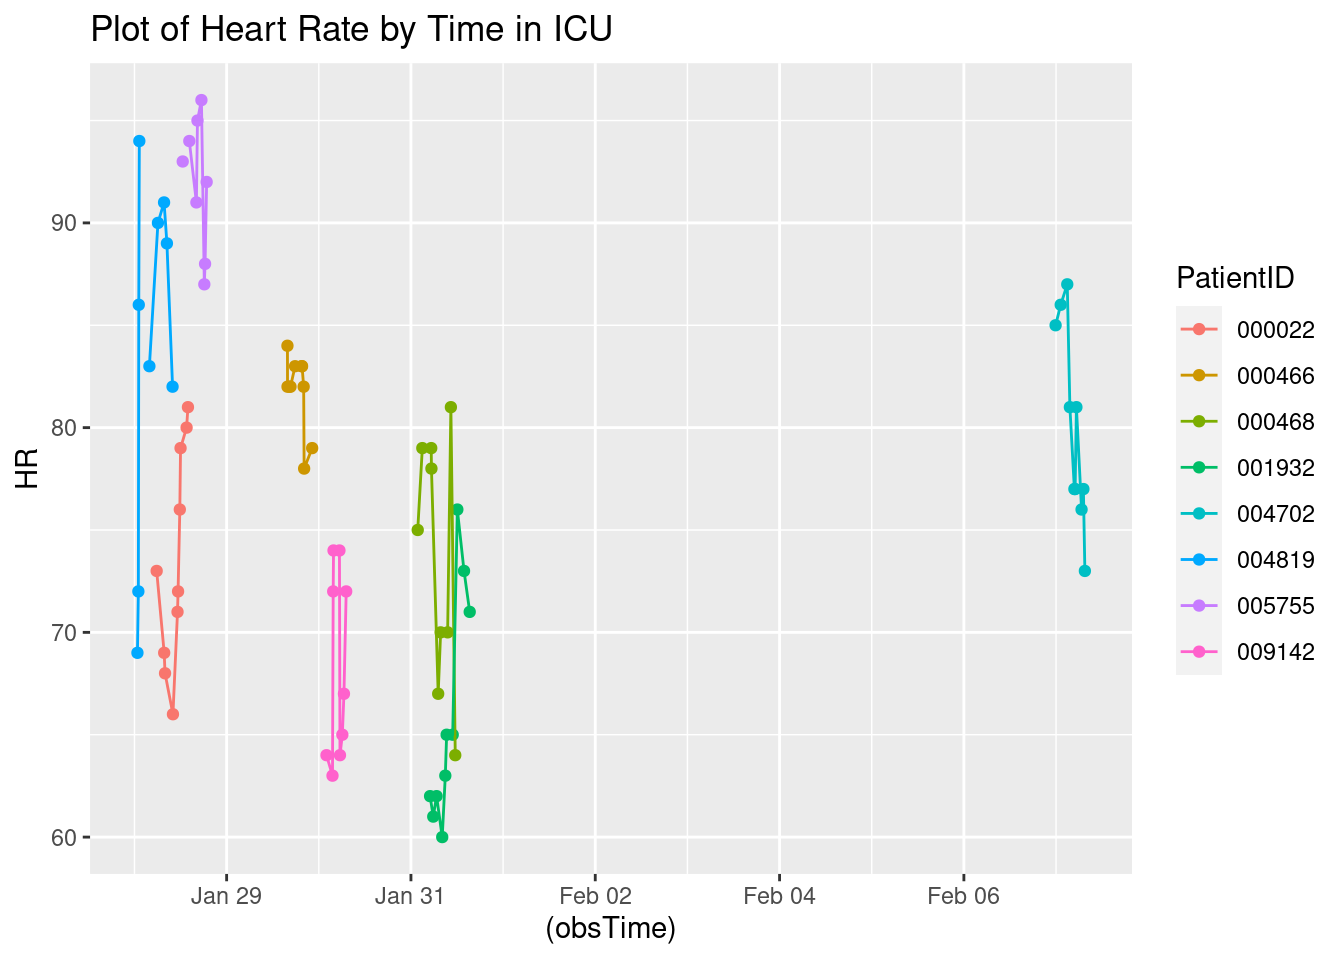 Plot of Heart Rate by Time in ICU
HR
90
80
70
60
Jan 29 Jan 31 Feb 02 Feb 04 Feb 06
(obsTime)
PatientID
000022
000466
000468
001932
004702
004819
005755
009142